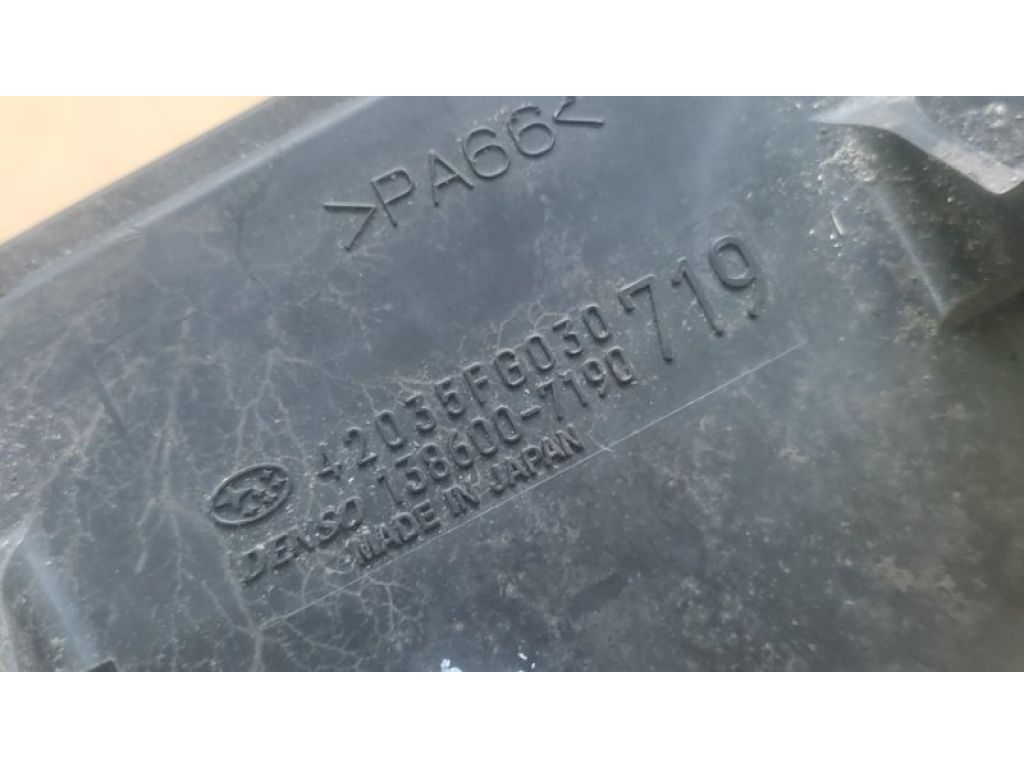 >PA66<
42035FG030
719
DENSO 138600-7190
MADE IN JAPAN